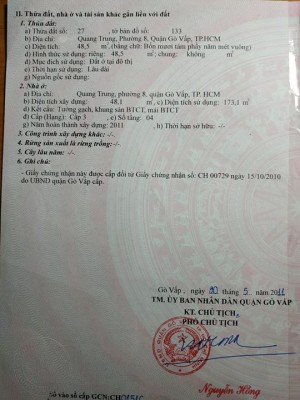 II. Thửa đất, nhà ở và tài sản khác gắn liền với đất
1. Thửa đất:
a) Thửa đất số: 27 , tờ bản đồ số: 133
b) Địa chỉ: Quang Trung, Phường 8, Quận Gò Vấp, TP.HCM
c) Diện tích: 48,5 m², (bằng chữ: Bốn mươi tám phẩy năm mét vuông)
d) Hình thức sử dụng: riêng: 48,5 m²; chung: không m²
đ) Mục đích sử dụng: Đất ở tại đô thị
e) Thời hạn sử dụng: Lâu dài
g) Nguồn gốc sử dụng:
2. Nhà ở:
a) Địa chỉ: Quang Trung, phường 8, quận Gò Vấp, TP. HCM
b) Diện tích xây dựng: 48,1 m², c) Diện tích sử dụng: 173,1 m²
d) Kết cấu: Tường gạch, khung sàn BTCT, mái BTCT
đ) Cấp (Hạng): Cấp 3 , e) Số tầng: 04
g) Năm hoàn thành xây dựng: 2011 , h) Thời hạn sở hữu: -/-
3. Công trình xây dựng khác: -/-
4. Rừng sản xuất là rừng trồng: -/-
5. Cây lâu năm: -/-
6. Ghi chú:
- Giấy chứng nhận này được cấp đổi từ Giấy chứng nhận số: CH 00729 ngày 15/10/2010
do UBND quận Gò Vấp cấp.
Gò Vấp , ngày 30 tháng 5 năm 2011
TM. ỦY BAN NHÂN DÂN QUẬN GÒ VẤP
KT. CHỦ TỊCH
PHÓ CHỦ TỊCH
Nguyễn Hồng
Số vào sổ cấp GCN:CH